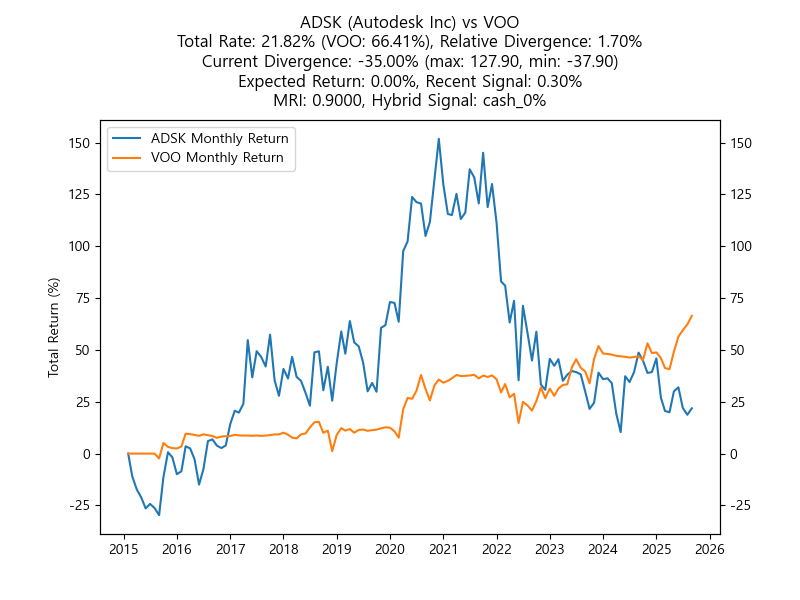 ADSK (Autodesk Inc) vs VOO
Total Rate: 21.82% (VOO: 66.41%), Relative Divergence: 1.70%
Current Divergence: -35.00% (max: 127.90, min: -37.90)
Expected Return: 0.00%, Recent Signal: 0.30%
MRI: 0.9000, Hybrid Signal: cash_0%
ADSK Monthly Return
VOO Monthly Return
Total Return (%)
150
125
100
75
50
25
0
-25
150
125
100
75
50
25
0
-25
2015 2016 2017 2018 2019 2020 2021 2022 2023 2024 2025 2026